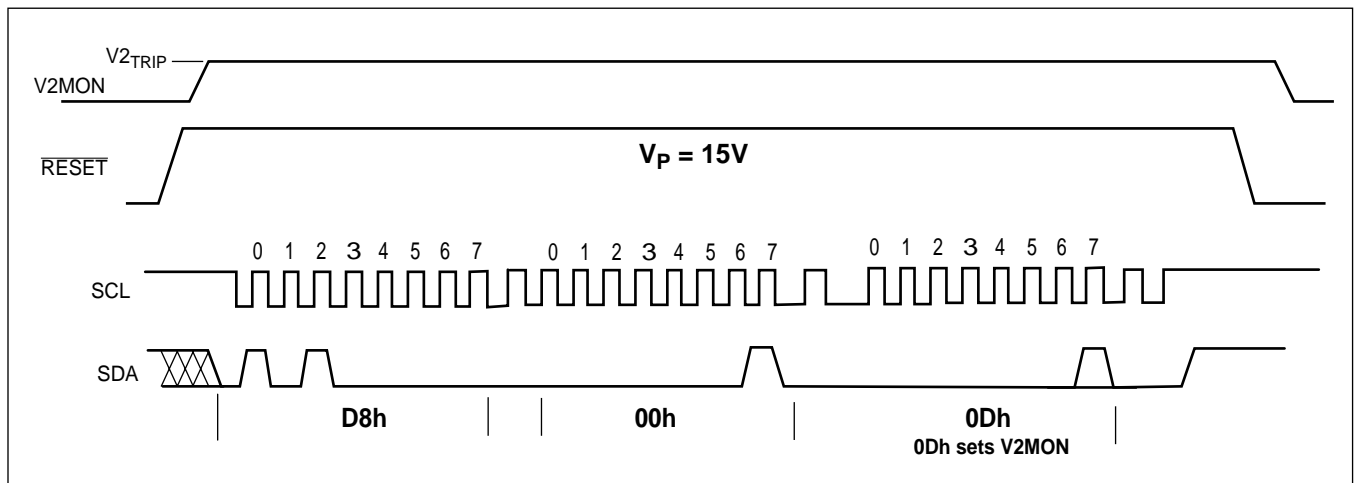 V2TRIP
V2MON
RESET
VP = 15V
0 1 2 3 4 5 6 7 0 1 2 3 4 5 6 7 0 1 2 3 4 5 6 7
SCL
SDA
D8h 00h 0Dh
0Dh sets V2MON